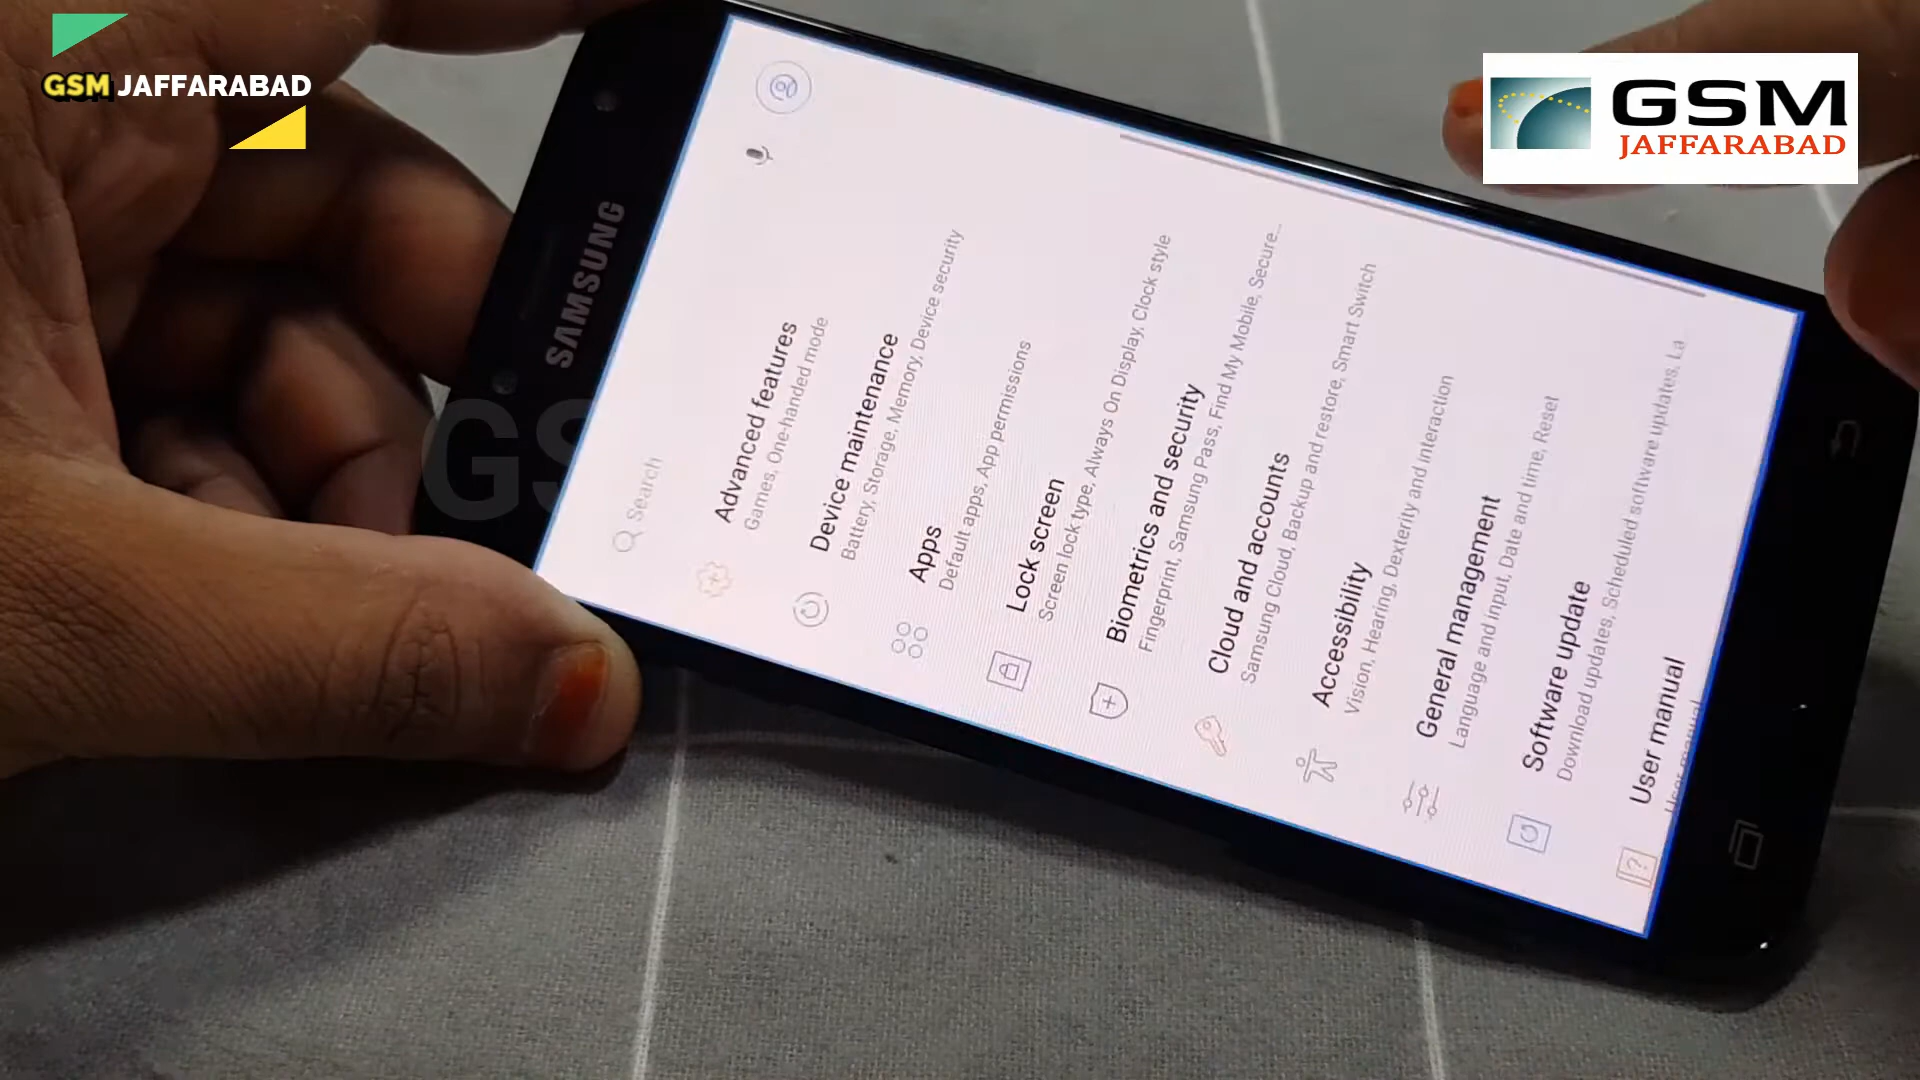 GSM JAFFARABAD
GSM
JAFFARABAD
SAMSUNG
GS
Search
Advanced features
Games, One-handed mode
Device maintenance
Battery, Storage, Memory, Device security
Apps
Default apps, App permissions
Lock screen
Screen lock type, Always On Display, Clock style
Biometrics and security
Fingerprint, Samsung Pass, Find My Mobile, Secure...
Cloud and accounts
Samsung Cloud, Backup and restore, Smart Switch
Accessibility
Vision, Hearing, Dexterity and interaction
General management
Language and input, Date and time, Reset
Software update
Download updates, Scheduled software updates, La
User manual
User manual